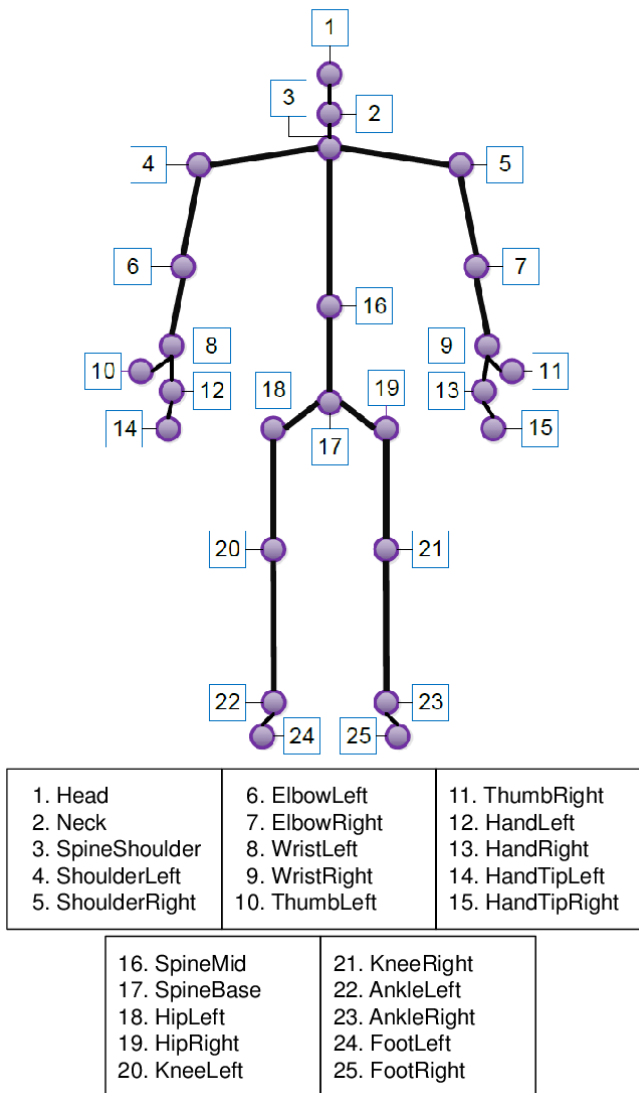 1
3
2
4
5
6
7
16
8
9
10
11
12
13
18
19
14
15
17
20
21
22
23
24
25
1. Head
2. Neck
3. SpineShoulder
4. ShoulderLeft
5. ShoulderRight
6. ElbowLeft
7. ElbowRight
8. WristLeft
9. WristRight
10. ThumbLeft
11. ThumbRight
12. HandLeft
13. HandRight
14. HandTipLeft
15. HandTipRight
16. SpineMid
17. SpineBase
18. HipLeft
19. HipRight
20. KneeLeft
21. KneeRight
22. AnkleLeft
23. AnkleRight
24. FootLeft
25. FootRight